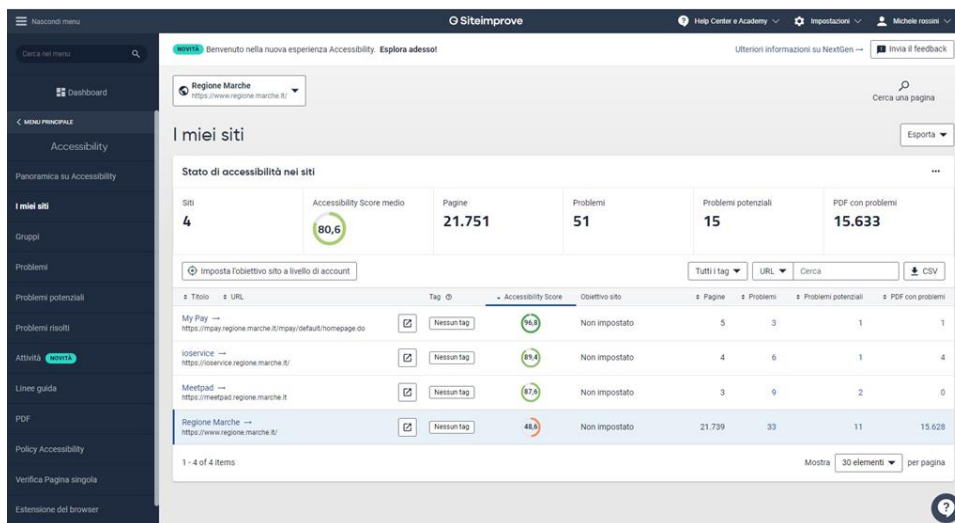 Nascondi menu
Siteimprove
Help Center e Academy
Impostazioni
Michele rossini
Cerca nel menu
NOVITÀ Benvenuto nella nuova esperienza Accessibility. Esplora adesso!
Ulteriori informazioni su NextGen →
Invia il feedback
Dashboard
Regione Marche
https://www.regione.marche.it/
Cerca una pagina
MENU PRINCIPALE
Accessibility
Panoramica su Accessibility
I miei siti
Gruppi
Problemi
Problemi potenziali
Problemi risolti
Attività NOVITÀ
Linee guida
PDF
Policy Accessibility
Verifica Pagina singola
Estensione del browser
I miei siti
Esporta
Stato di accessibilità nei siti
Siti
4
Accessibility Score medio
80,6
Pagine
21.751
Problemi
51
Problemi potenziali
15
PDF con problemi
15.633
Imposta l'obiettivo sito a livello di account
Tutti i tag
URL
Cerca
CSV
Titolo URL Tag Accessibility Score Obiettivo sito Pagine Problemi Problemi potenziali PDF con problemi
My Pay → Nessun tag 96,8 Non impostato 5 3 1 1
https://mpay.regione.marche.it/mpay/default/homepage.do
ioservice → Nessun tag 89,4 Non impostato 4 6 1 4
https://ioservice.regione.marche.it/
Meetpad → Nessun tag 87,6 Non impostato 3 9 2 0
https://meetpad.regione.marche.it
Regione Marche → Nessun tag 48,6 Non impostato 21.739 33 11 15.628
https://www.regione.marche.it/
1 - 4 of 4 items
Mostra 30 elementi per pagina